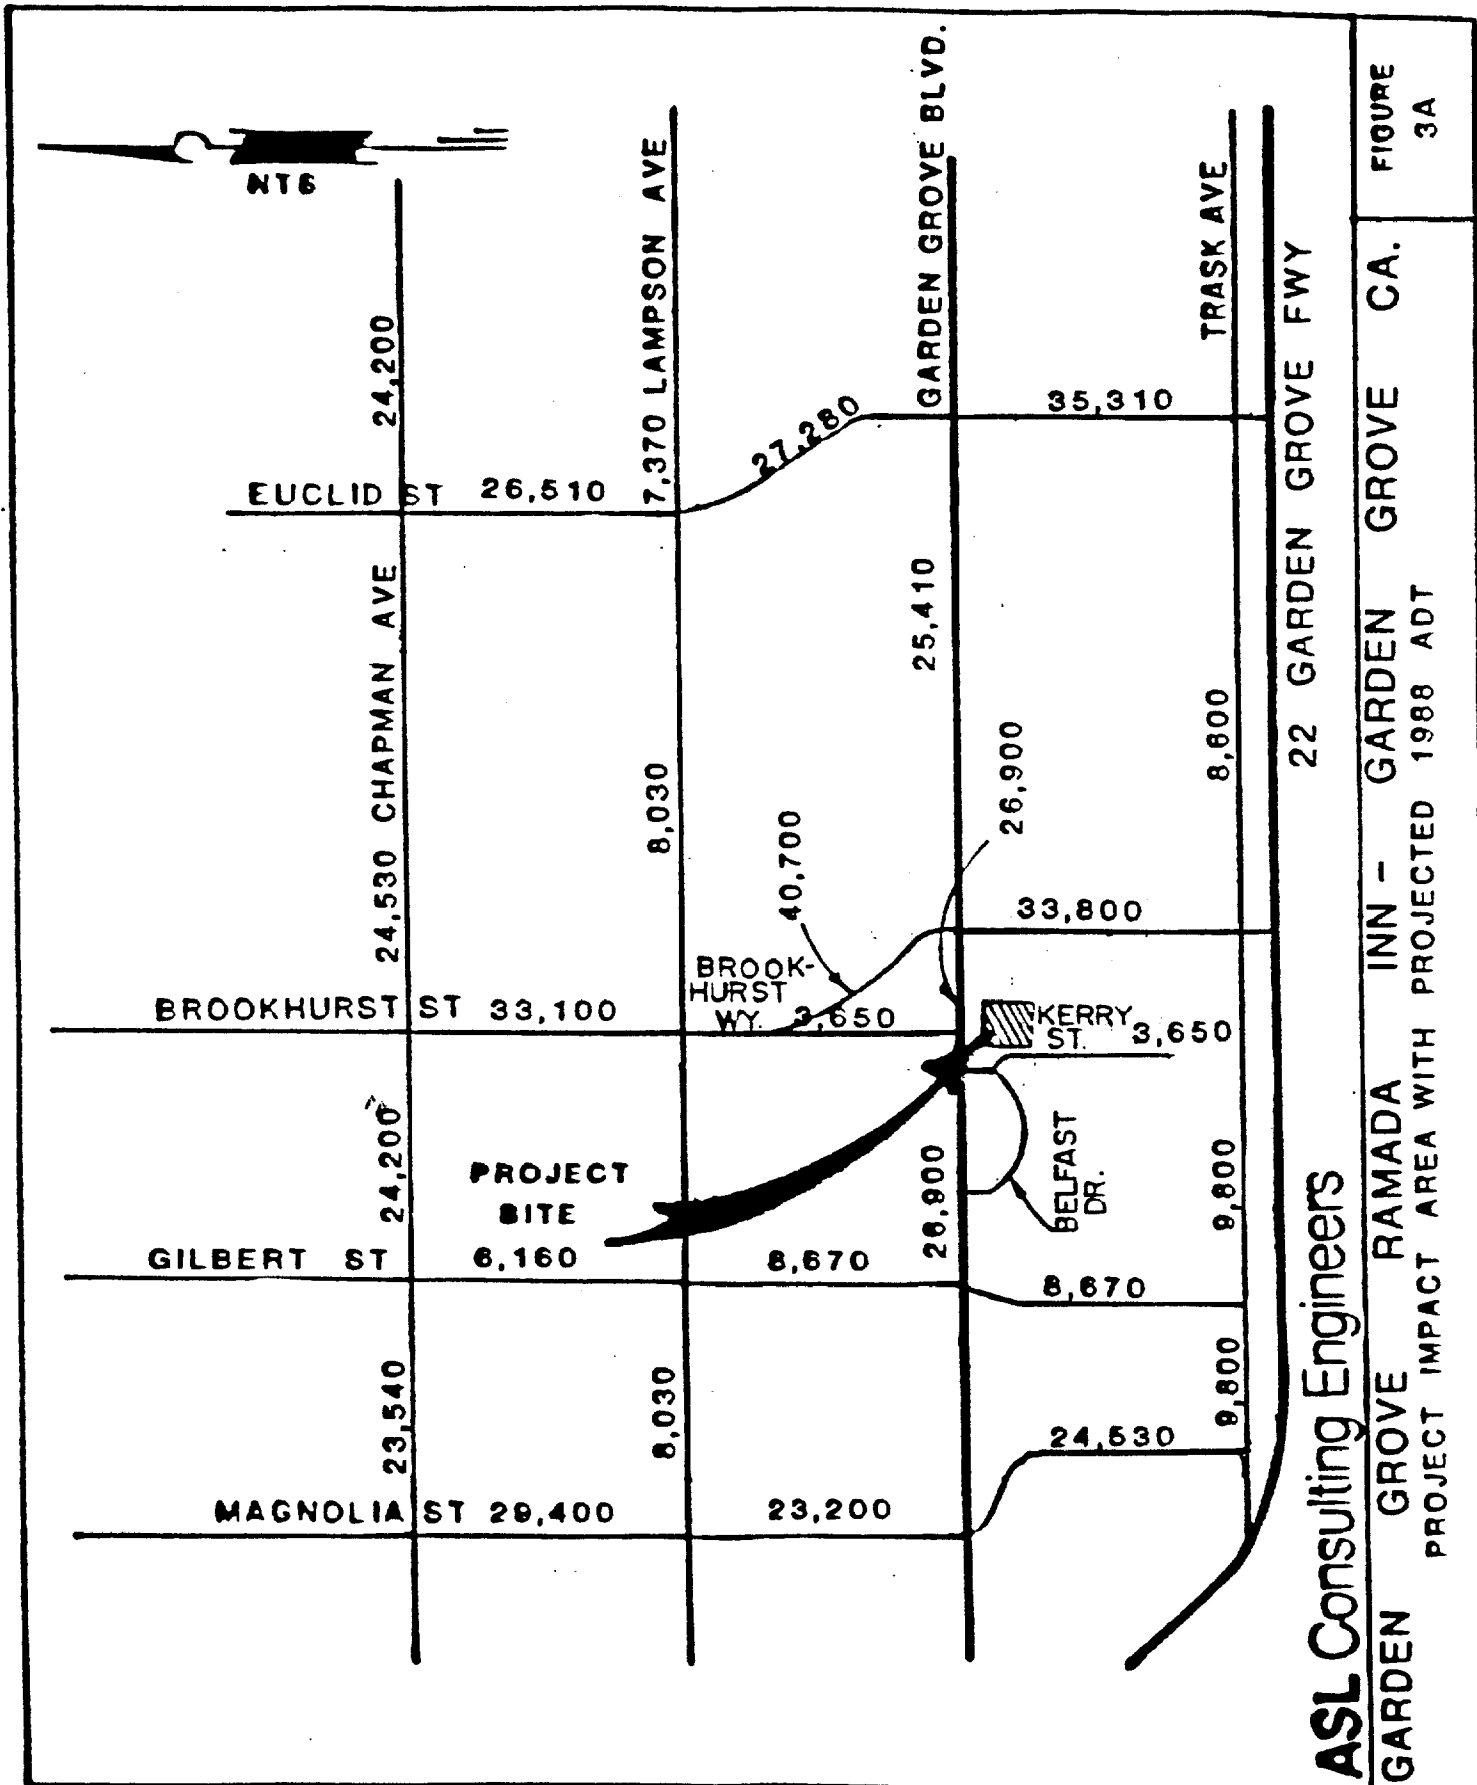 NTS
24,200
7,370 LAMPSON AVE
GARDEN GROVE BLVD.
TRASK AVE
22 GARDEN GROVE FWY
EUCLID ST 26,510
27,280
35,310
24,530 CHAPMAN AVE
8,030
25,410
8,600
40,700
26,900
33,800
BROOKHURST ST 33,100
BROOK-
HURST
WY. 3,650
KERRY
ST. 3,650
24,200
PROJECT
SITE
26,900
BELFAST
DR.
9,800
GILBERT ST 6,160
8,670
8,670
23,540
8,030
9,800
24,530
MAGNOLIA ST 29,400
23,200
ASL Consulting Engineers
GARDEN GROVE RAMADA INN - GARDEN GROVE CA.
PROJECT IMPACT AREA WITH PROJECTED 1988 ADT
FIGURE
3A